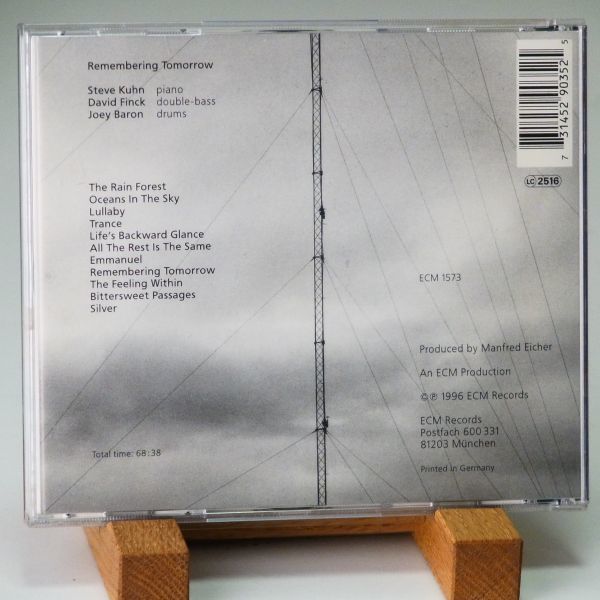 Remembering Tomorrow
Steve Kuhn piano
David Finck double-bass
Joey Baron drums
The Rain Forest
Oceans In The Sky
Lullaby
Trance
Life's Backward Glance
All The Rest Is The Same
Emmanuel
Remembering Tomorrow
The Feeling Within
Bittersweet Passages
Silver
Total time: 68:38
7 31452 90352 5
LC 2516
ECM 1573
Produced by Manfred Eicher
An ECM Production
©℗ 1996 ECM Records
ECM Records
Postfach 600 331
81203 München
Printed in Germany